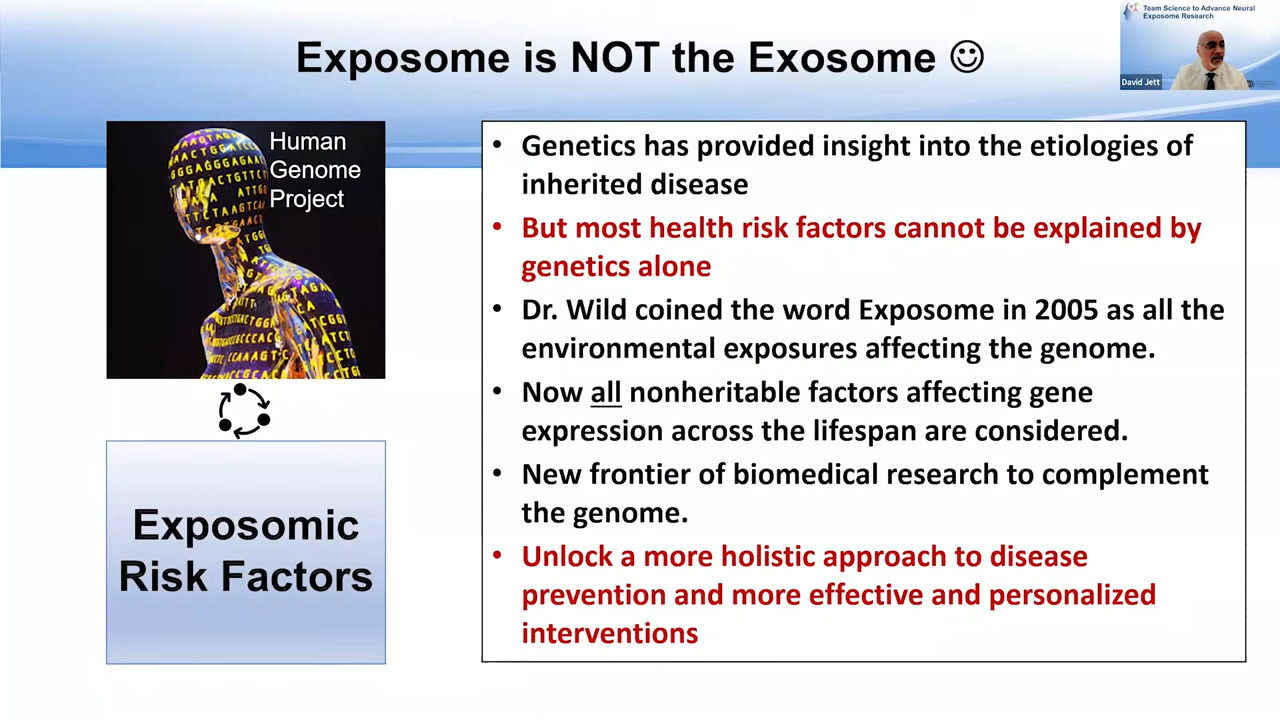 Team Science to Advance Neural
Exposome Research
David Jett
Exposome is NOT the Exosome ☺
Human
Genome
Project
Exposomic
Risk Factors
• Genetics has provided insight into the etiologies of
inherited disease
• But most health risk factors cannot be explained by
genetics alone
• Dr. Wild coined the word Exposome in 2005 as all the
environmental exposures affecting the genome.
• Now all nonheritable factors affecting gene
expression across the lifespan are considered.
• New frontier of biomedical research to complement
the genome.
• Unlock a more holistic approach to disease
prevention and more effective and personalized
interventions